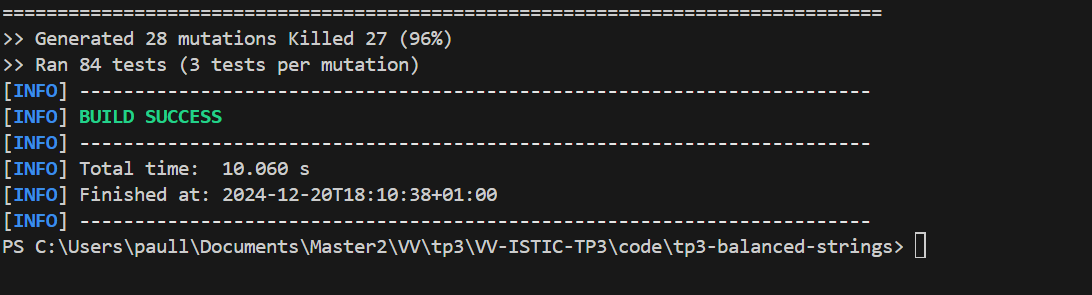 ================================================================================
>> Generated 28 mutations Killed 27 (96%)
>> Ran 84 tests (3 tests per mutation)
[INFO] ------------------------------------------------------------------------
[INFO] BUILD SUCCESS
[INFO] ------------------------------------------------------------------------
[INFO] Total time:  10.060 s
[INFO] Finished at: 2024-12-20T18:10:38+01:00
[INFO] ------------------------------------------------------------------------
PS C:\Users\paull\Documents\Master2\VV\tp3\VV-ISTIC-TP3\code\tp3-balanced-strings>